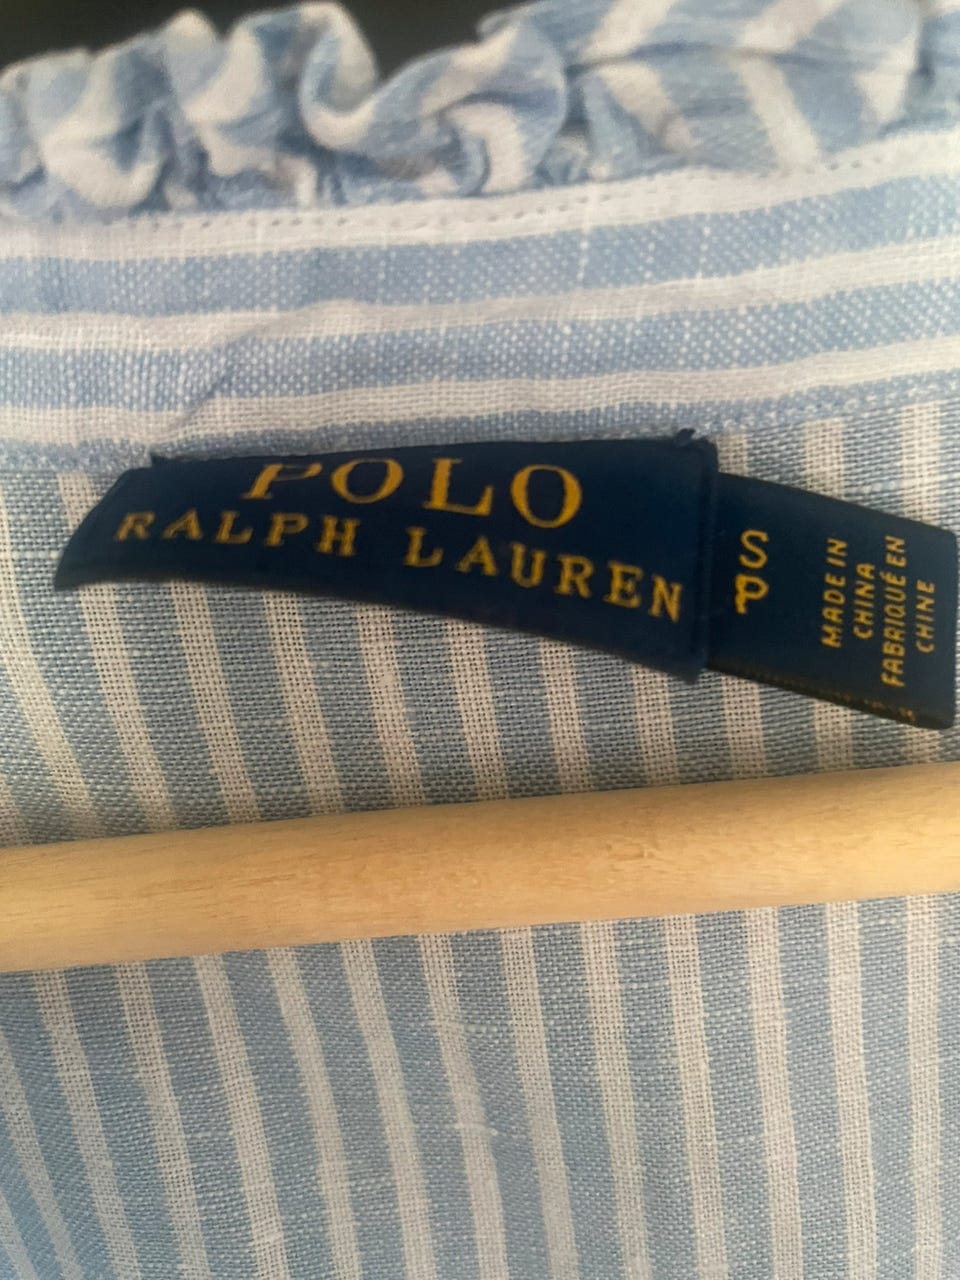 POLO
RALPH LAUREN
S
P
MADE IN
CHINA
FABRIQUÉ EN
CHINE